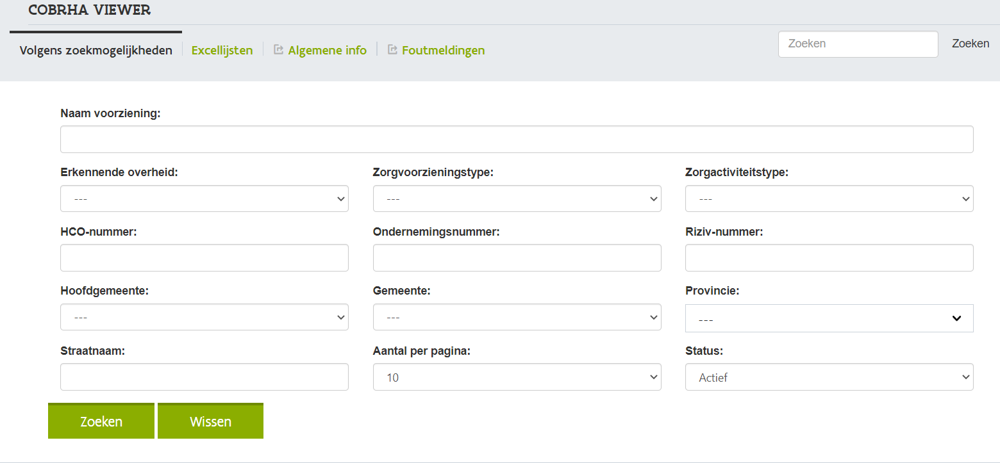 COBRHA VIEWER
Volgens zoekmogelijkheden Excellijsten Algemene info Foutmeldingen Zoeken Zoeken
Naam voorziening:
Erkennende overheid: Zorgvoorzieningstype: Zorgactiviteitstype:
--- --- ---
HCO-nummer: Ondernemingsnummer: Riziv-nummer:
Hoofdgemeente: Gemeente: Provincie:
--- --- ---
Straatnaam: Aantal per pagina: Status:
10 Actief
Zoeken Wissen